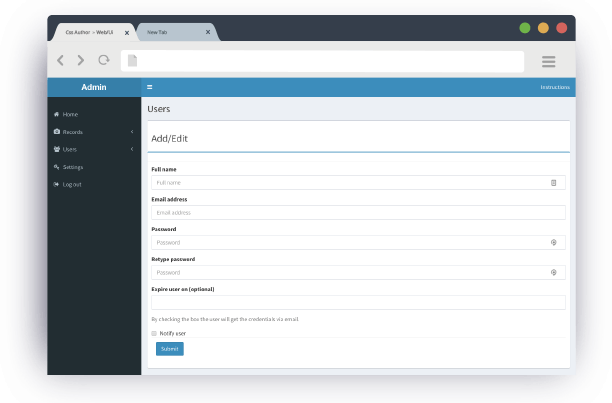 Csp Author - WebUI x
New Tab x
Admin
Instructions
Home
Records
Users
Settings
Log out
Users
Add/Edit
Full name
Full name
Email address
Email address
Password
Password
Retype password
Password
Expire user on (optional)
By checking the box the user will get the credentials via email.
Notify user
Submit